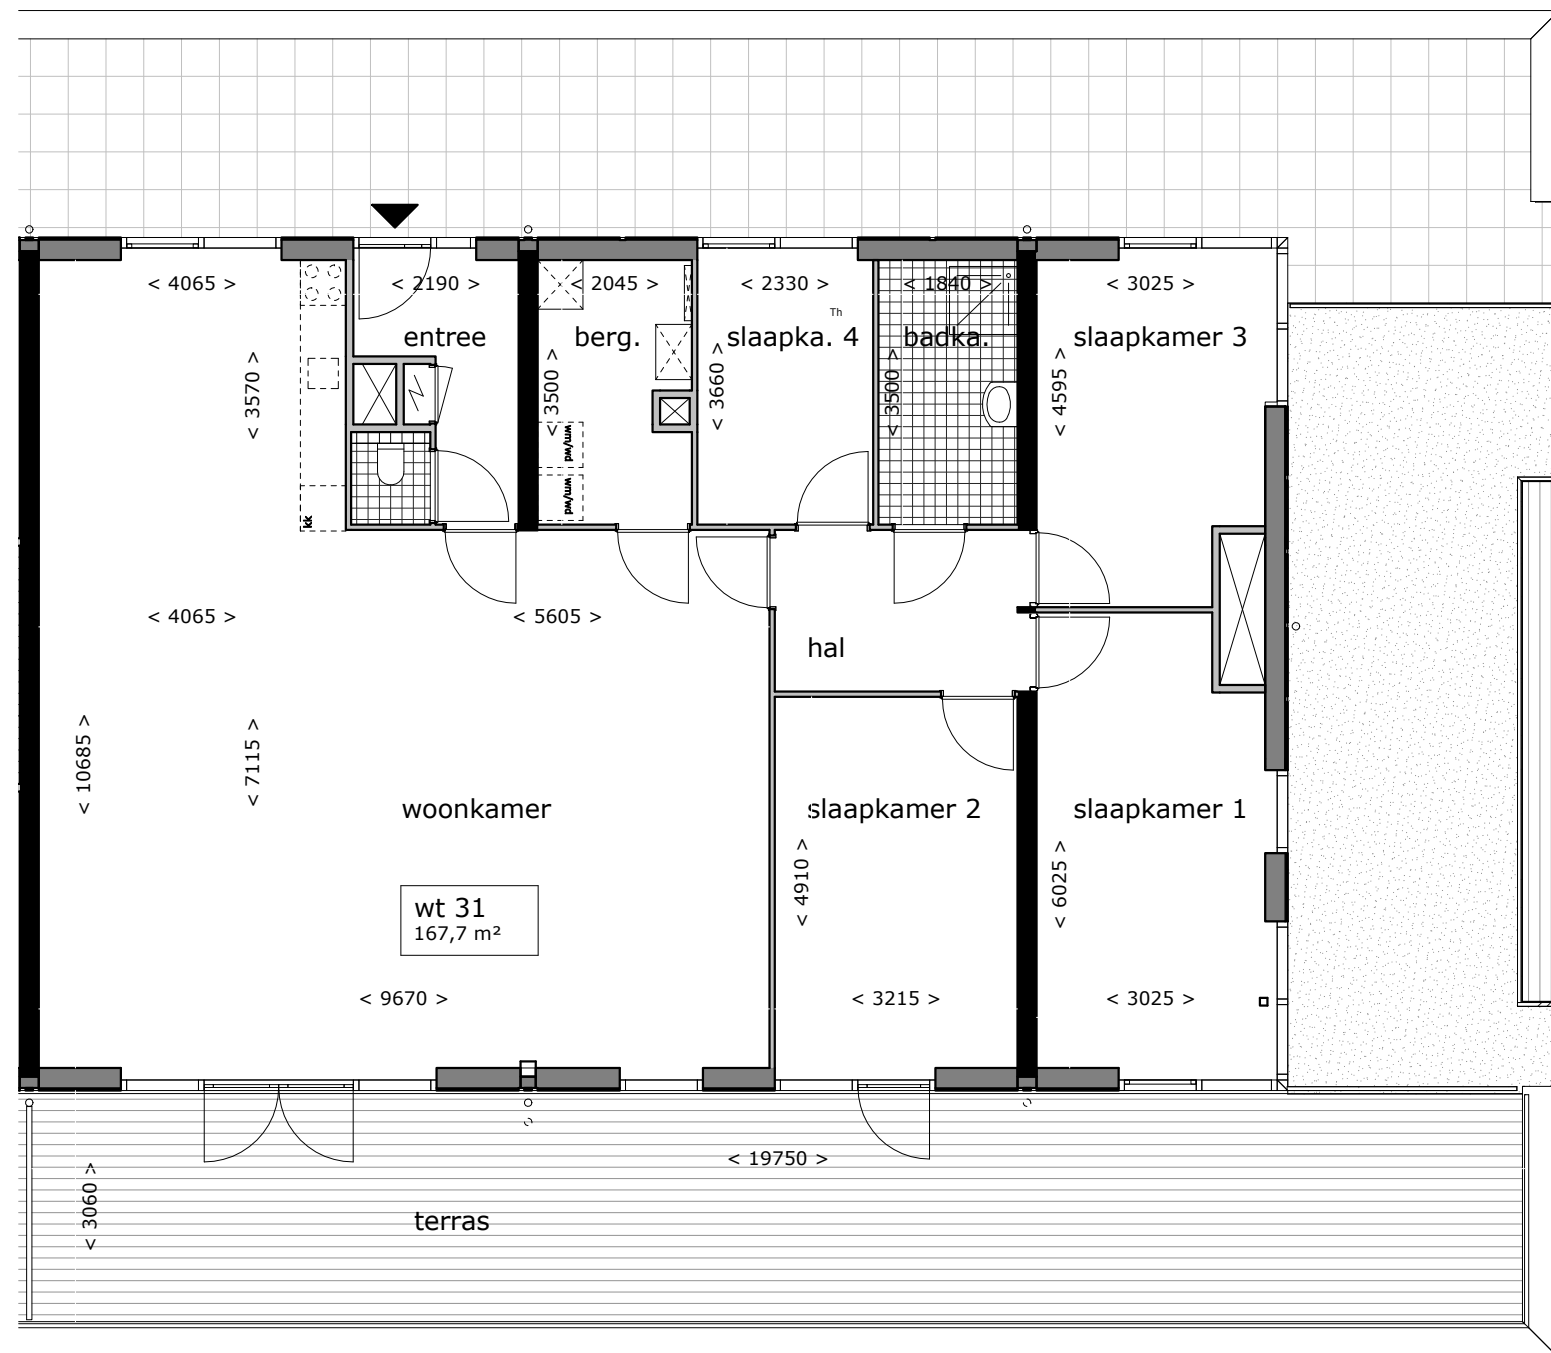 < 4065 >
< 2190 >
< 2045 >
< 2330 >
< 1840 >
< 3025 >
Th
entree
berg.
slaapka. 4
badka.
slaapkamer 3
< 3570 >
< 3500 >
< 3660 >
< 3500 >
< 4595 >
wm/wd
wm/wd
kk
< 4065 >
< 5605 >
hal
< 10685 >
< 7115 >
woonkamer
slaapkamer 2
slaapkamer 1
< 4910 >
< 6025 >
wt 31
167,7 m²
< 9670 >
< 3215 >
< 3025 >
< 19750 >
< 3060 >
terras